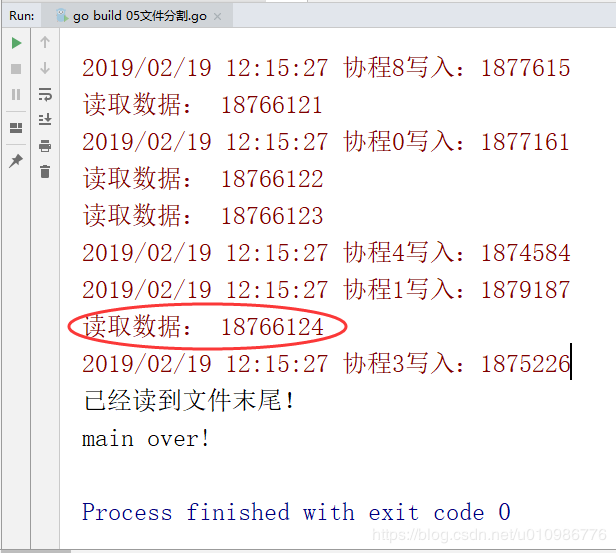 Run: go build 05文件分割.go ×
2019/02/19 12:15:27 协程8写入：1877615
读取数据： 18766121
2019/02/19 12:15:27 协程0写入：1877161
读取数据： 18766122
读取数据： 18766123
2019/02/19 12:15:27 协程4写入：1874584
2019/02/19 12:15:27 协程1写入：1879187
读取数据： 18766124
2019/02/19 12:15:27 协程3写入：1875226
已经读到文件末尾！
main over!
Process finished with exit code 0
https://blog.csdn.net/u010986776